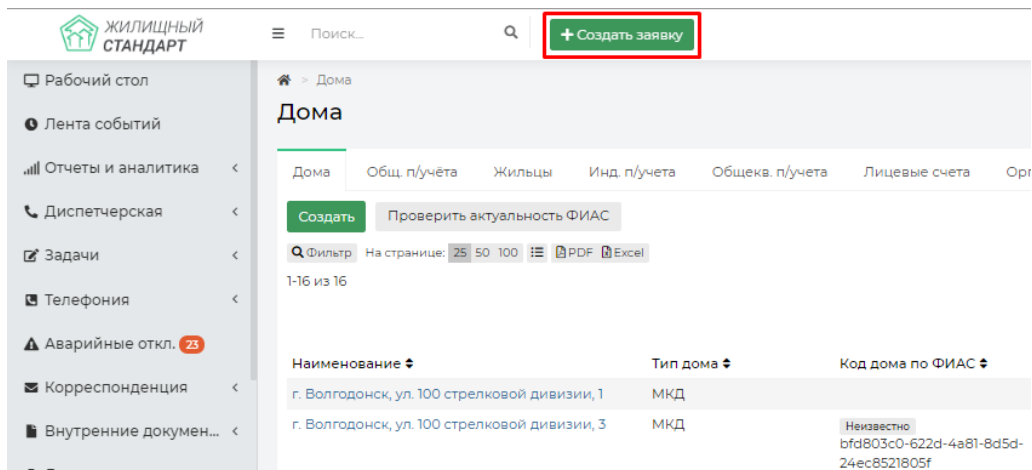 ЖИЛИЩНЫЙ
СТАНДАРТ
Поиск...
Создать заявку
Рабочий стол
Лента событий
Отчеты и аналитика
Диспетчерская
Задачи
Телефония
Аварийные откл. 23
Корреспонденция
Внутренние докумен...
> Дома
Дома
Дома Общ. п/учёта Жильцы Инд. п/учета Общекв. п/учета Лицевые счета
Создать Проверить актуальность ФИАС
Фильтр На странице: 25 50 100 PDF Excel
1-16 из 16
Наименование Тип дома Код дома по ФИАС
г. Волгодонск, ул. 100 стрелковой дивизии, 1 МКД
г. Волгодонск, ул. 100 стрелковой дивизии, 3 МКД Неизвестно
bfd803c0-622d-4a81-8d5d-
24ec8521805f